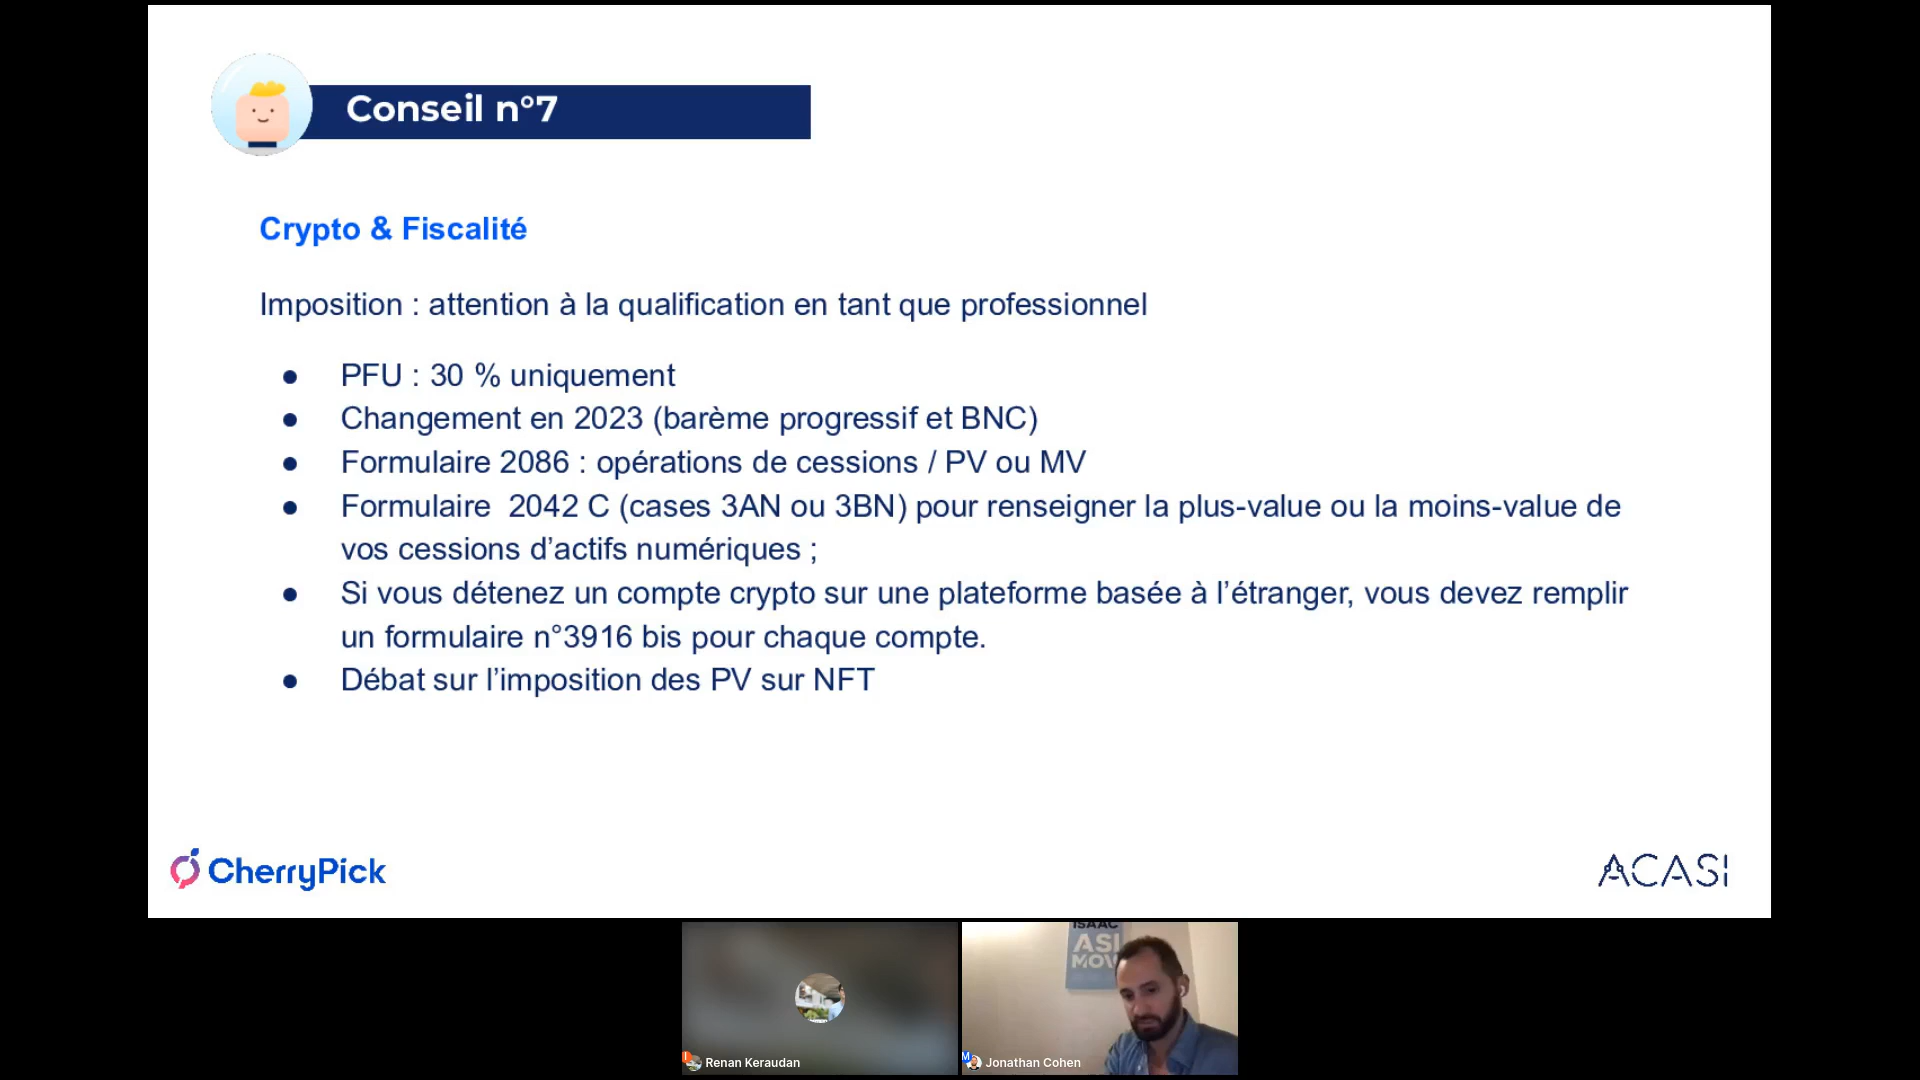 Conseil n°7
Crypto & Fiscalité
Imposition : attention à la qualification en tant que professionnel
● PFU : 30 % uniquement
● Changement en 2023 (barème progressif et BNC)
● Formulaire 2086 : opérations de cessions / PV ou MV
● Formulaire  2042 C (cases 3AN ou 3BN) pour renseigner la plus-value ou la moins-value de
vos cessions d’actifs numériques ;
● Si vous détenez un compte crypto sur une plateforme basée à l’étranger, vous devez remplir
un formulaire n°3916 bis pour chaque compte.
● Débat sur l’imposition des PV sur NFT
CherryPick
ACASI
ISAAC
ASI
MOV
Renan Keraudan
M
Jonathan Cohen